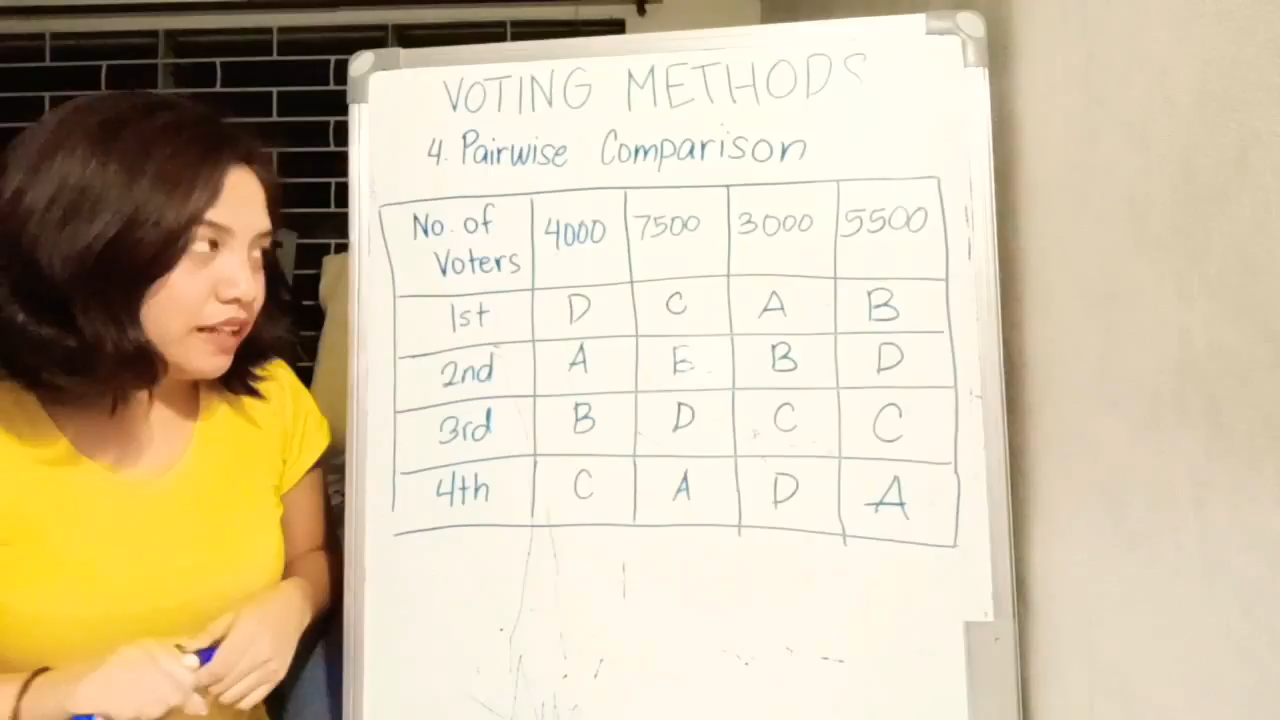 VOTING METHODS
4. Pairwise Comparison
No. of Voters 4000 7500 3000 5500
1st D C A B
2nd A E B D
3rd B D C C
4th C A D A